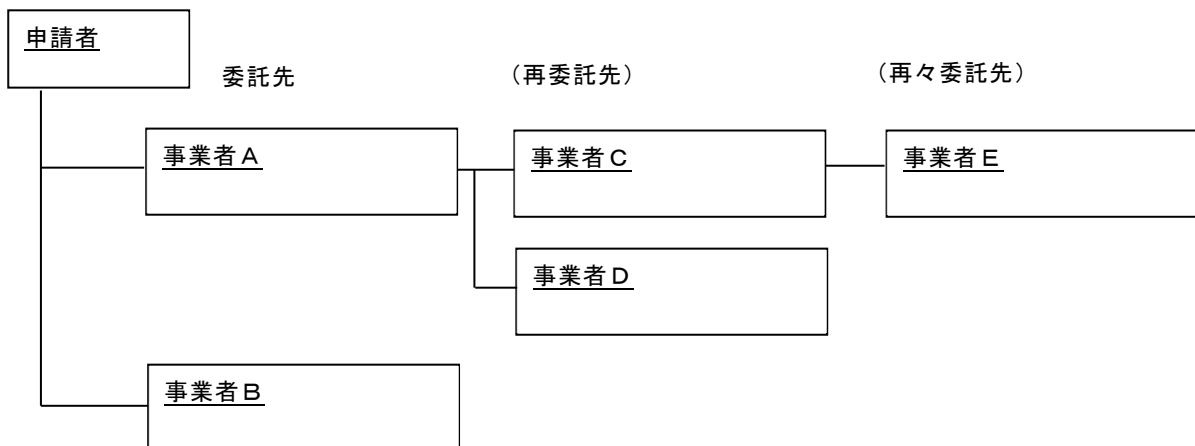 申請者
委託先
（再委託先）
（再々委託先）
事業者Ａ
事業者Ｃ
事業者Ｅ
事業者Ｄ
事業者Ｂ